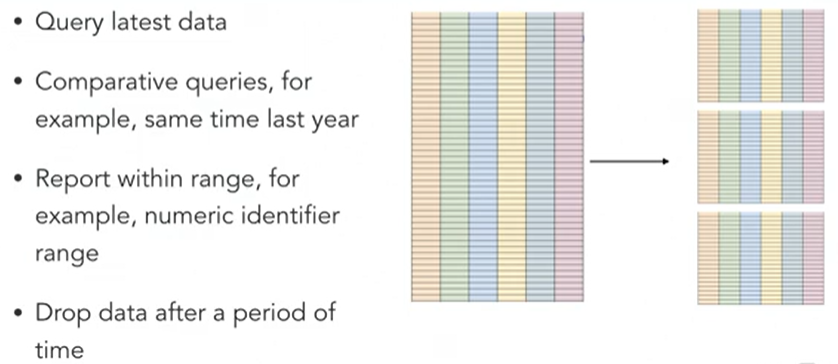 • Query latest data
• Comparative queries, for
example, same time last year
• Report within range, for
example, numeric identifier
range
• Drop data after a period of
time